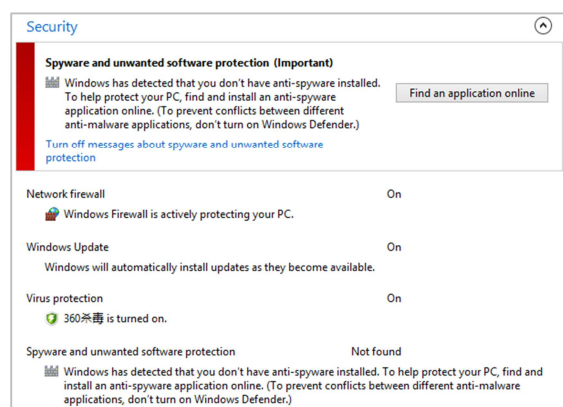 Security
Spyware and unwanted software protection (Important)
Windows has detected that you don't have anti-spyware installed.
To help protect your PC, find and install an anti-spyware
application online. (To prevent conflicts between different
anti-malware applications, don't turn on Windows Defender.)
Find an application online
Turn off messages about spyware and unwanted software
protection
Network firewall On
Windows Firewall is actively protecting your PC.
Windows Update On
Windows will automatically install updates as they become available.
Virus protection On
360杀毒 is turned on.
Spyware and unwanted software protection Not found
Windows has detected that you don't have anti-spyware installed. To help protect your PC, find and
install an anti-spyware application online. (To prevent conflicts between different anti-malware
applications, don't turn on Windows Defender.)